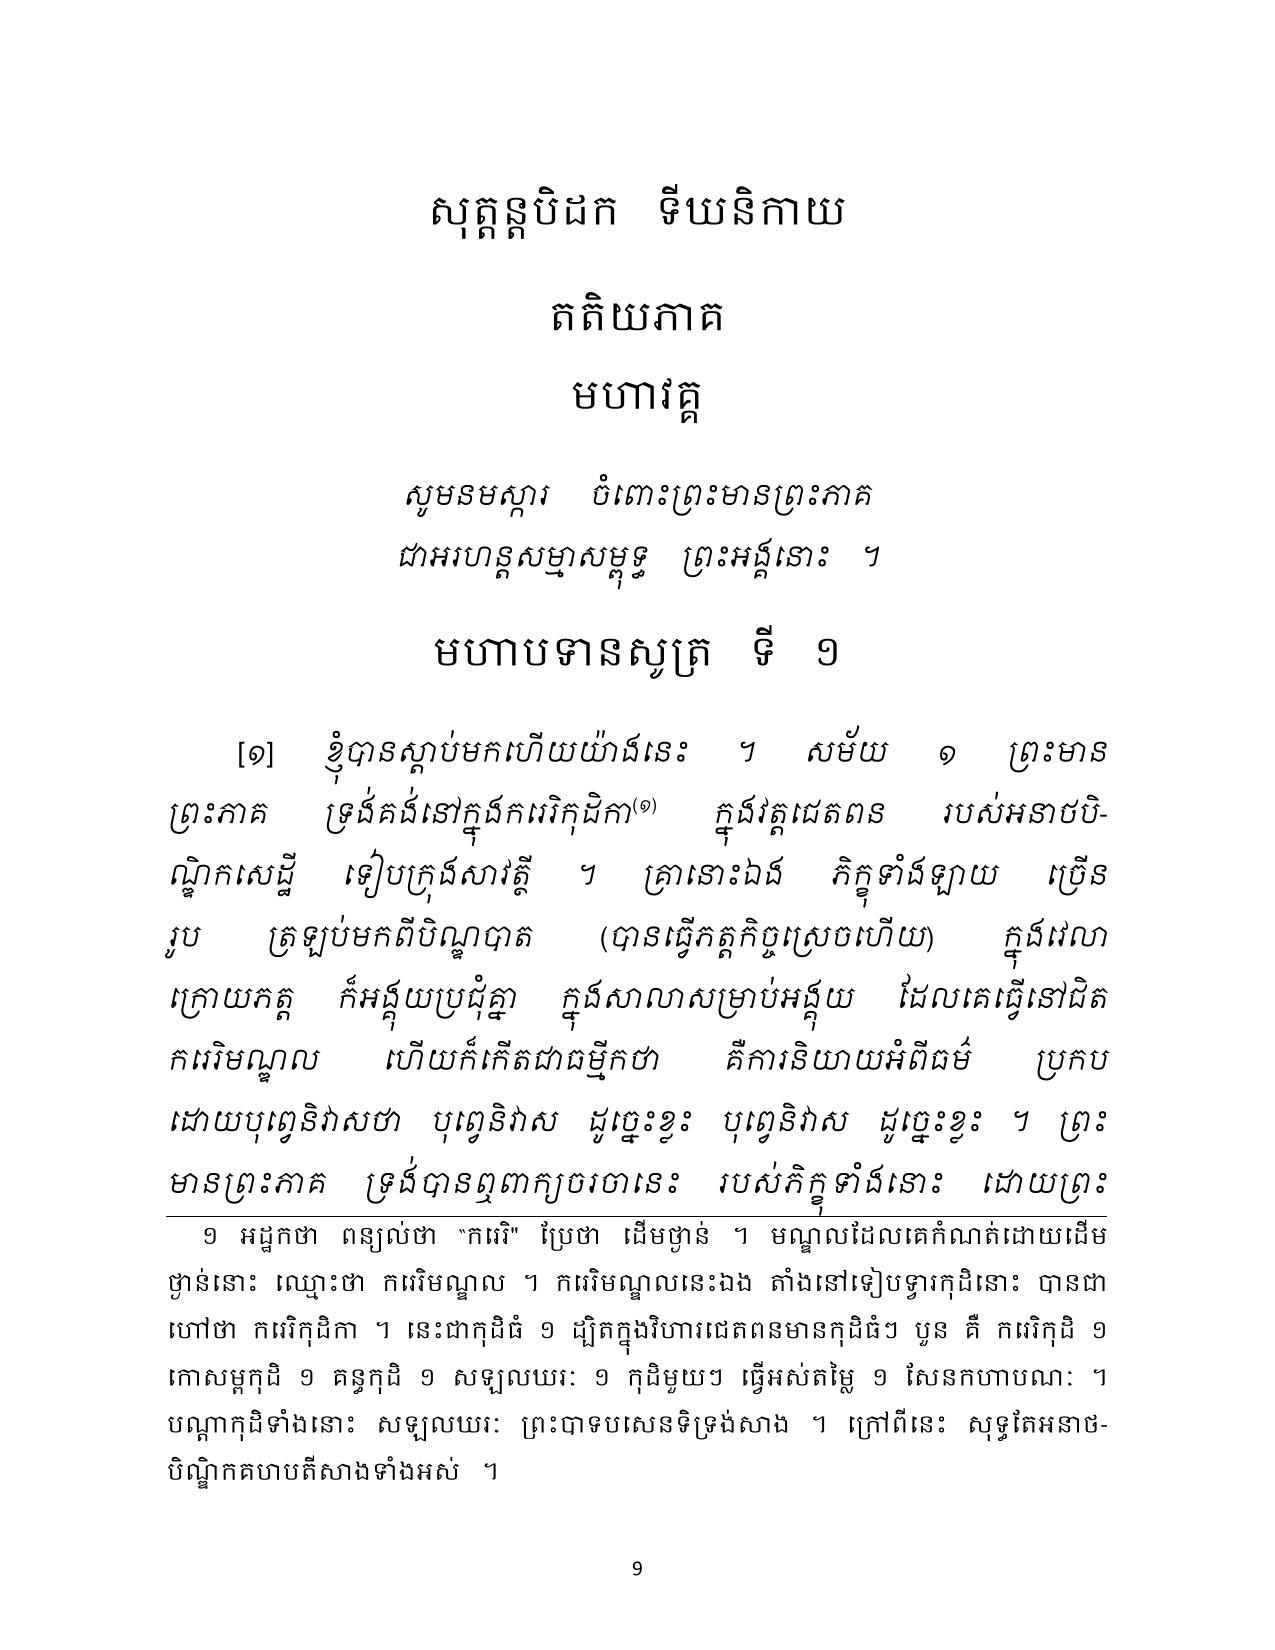 សុត្តន្តបិដក ទីឃនិកាយ
តតិយភាគ
មហាវគ្គ
សូមនមស្ការ ចំពោះព្រះមានព្រះភាគ
ជាអរហន្តសម្មាសម្ពុទ្ធ ព្រះអង្គនោះ ។
មហាបទានសូត្រ ទី ១
[១] ខ្ញុំបានស្តាប់មកហើយយ៉ាងនេះ ។ សម័យ ១ ព្រះមាន
ព្រះភាគ ទ្រង់គង់នៅក្នុងករេរិកុដិកា(១) ក្នុងវត្តជេតពន របស់អនាថបិ-
ណ្ឌិកសេដ្ឋី ទៀបក្រុងសាវត្ថី ។ គ្រានោះឯង ភិក្ខុទាំងឡាយ ច្រើន
រូប ត្រឡប់មកពីបិណ្ឌបាត (បានធ្វើភត្តកិច្ចស្រេចហើយ) ក្នុងវេលា
ក្រោយភត្ត ក៏អង្គុយប្រជុំគ្នា ក្នុងសាលាសម្រាប់អង្គុយ ដែលគេធ្វើនៅជិត
ករេរិមណ្ឌល ហើយក៏កើតជាធម្មីកថា គឺការនិយាយអំពីធម៌ ប្រកប
ដោយបុព្វេនិវាសថា បុព្វេនិវាស ដូច្នេះខ្លះ បុព្វេនិវាស ដូច្នេះខ្លះ ។ ព្រះ
មានព្រះភាគ ទ្រង់បានឮពាក្យចរចានេះ របស់ភិក្ខុទាំងនោះ ដោយព្រះ
១ អដ្ឋកថា ពន្យល់ថា “ករេរិ" ប្រែថា ដើមថ្ងាន់ ។ មណ្ឌលដែលគេកំណត់ដោយដើម
ថ្ងាន់នោះ ឈ្មោះថា ករេរិមណ្ឌល ។ ករេរិមណ្ឌលនេះឯង តាំងនៅទៀបទ្វារកុដិនោះ បានជា
ហៅថា ករេរិកុដិកា ។ នេះជាកុដិធំ ១ ដ្បិតក្នុងវិហារជេតពនមានកុដិធំៗ បួន គឺ ករេរិកុដិ ១
កោសម្ពកុដិ ១ គន្ធកុដិ ១ សឡលឃរៈ ១ កុដិមួយៗ ធ្វើអស់តម្លៃ ១ សែនកហាបណៈ ។
បណ្តាកុដិទាំងនោះ សឡលឃរៈ ព្រះបាទបសេនទិទ្រង់សាង ។ ក្រៅពីនេះ សុទ្ធតែអនាថ-
បិណ្ឌិកគហបតីសាងទាំងអស់ ។
9